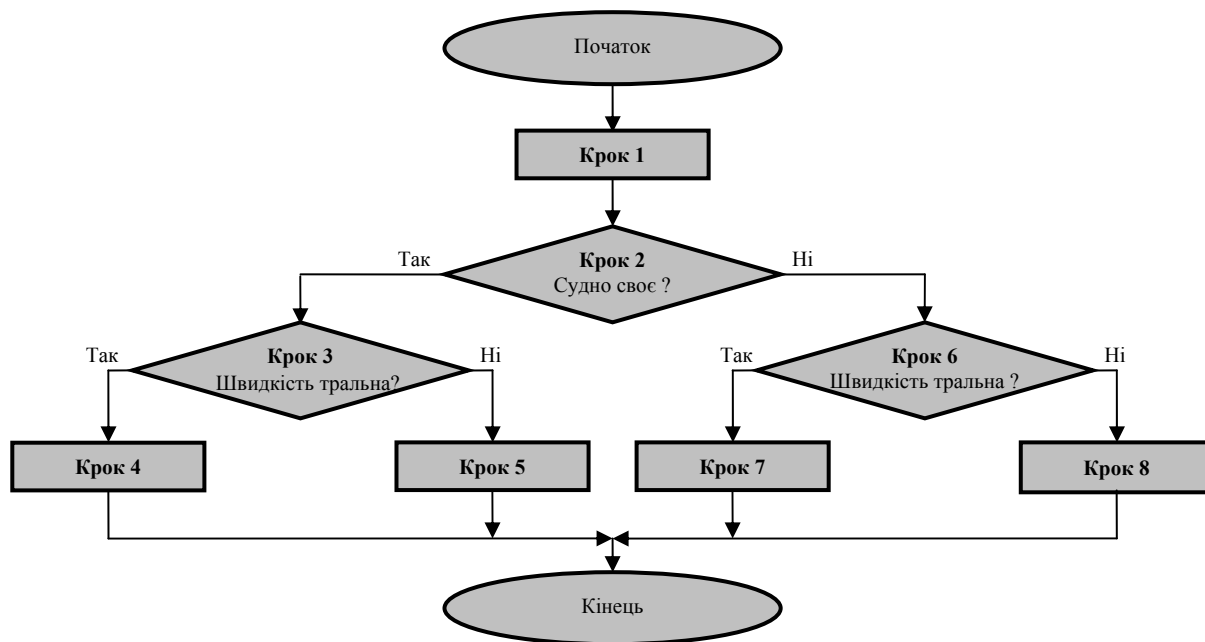 Початок
Крок 1
Так
Крок 2
Ні
Судно своє ?
Так
Крок 3
Ні
Швидкість тральна?
Так
Крок 6
Ні
Швидкість тральна ?
Крок 4
Крок 5
Крок 7
Крок 8
Кінець